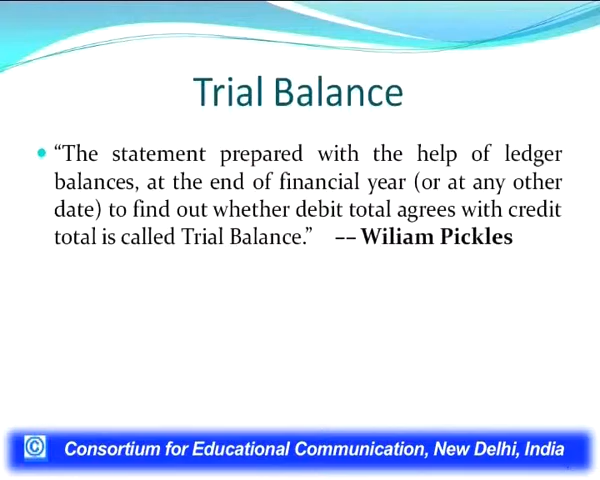 Trial Balance
• “The statement prepared with the help of ledger
balances, at the end of financial year (or at any other
date) to find out whether debit total agrees with credit
total is called Trial Balance.” –– Wiliam Pickles
© Consortium for Educational Communication, New Delhi, India